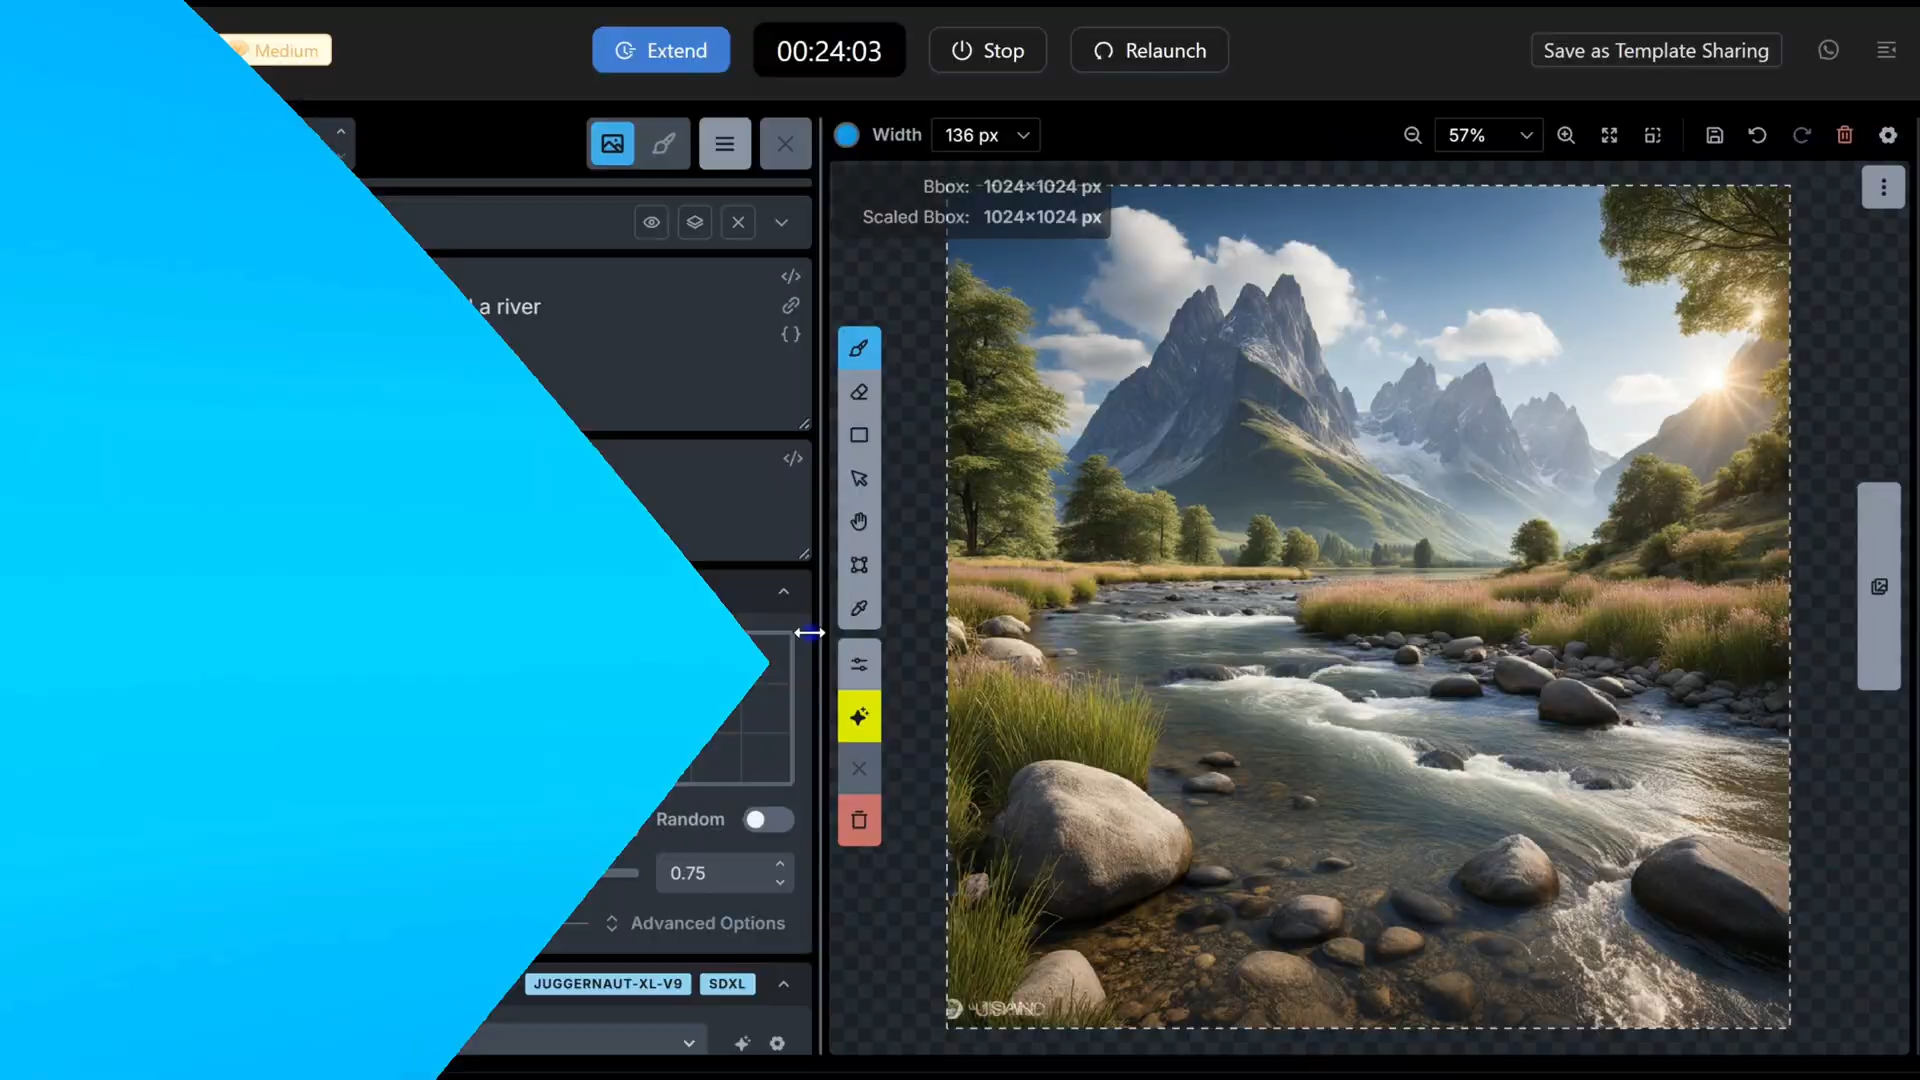 Medium
Extend
00:24:03
Stop
Relaunch
Save as Template Sharing
Width
136 px
57%
Bbox: 1024×1024 px
Scaled Bbox: 1024×1024 px
a river
Random
0.75
Advanced Options
JUGGERNAUT-XL-V9
SDXL